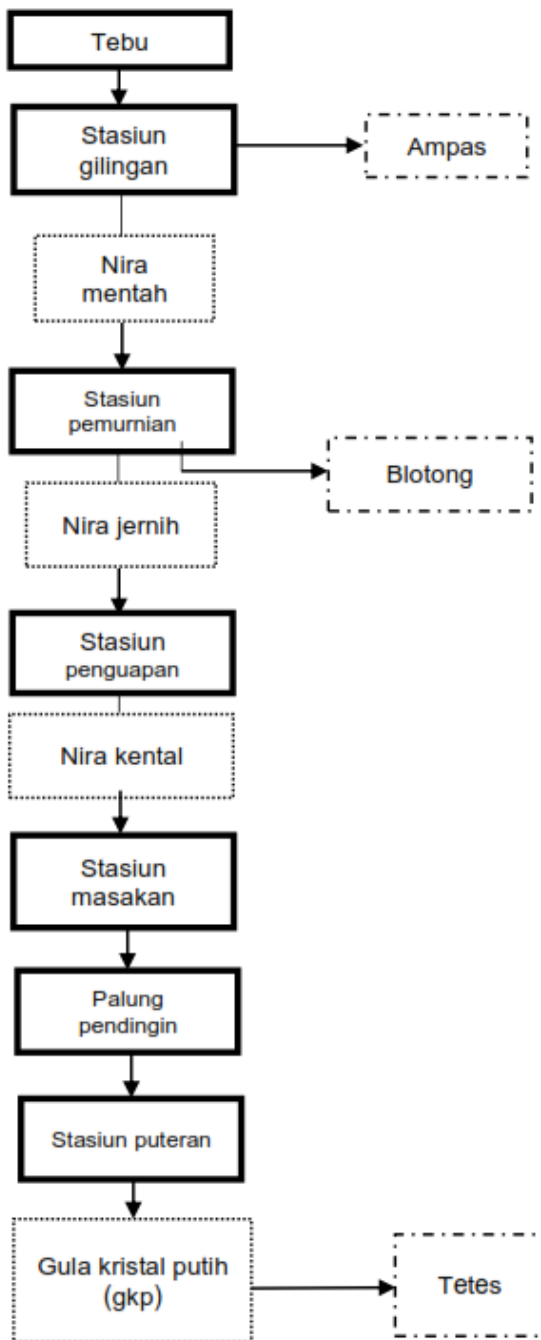 Tebu
Stasiun
gilingan
Ampas
Nira
mentah
Stasiun
pemurnian
Blotong
Nira jernih
Stasiun
penguapan
Nira kental
Stasiun
masakan
Palung
pendingin
Stasiun puteran
Gula kristal putih
(gkp)
Tetes